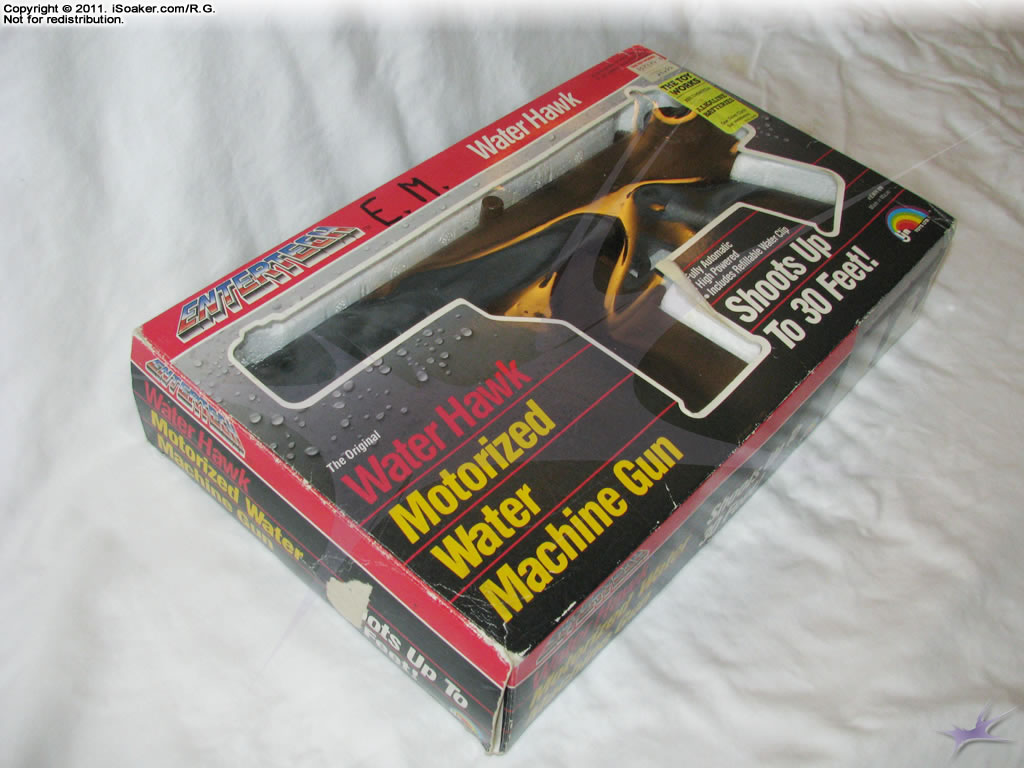 Copyright © 2011. iSoaker.com/R.G.
Not for redistribution.
THE TOY
WORKS
ALKALINE
BATTERIES
Water Hawk
E.M.
ENTERTECH
Fully Automatic
High Powered
• Includes Refillable Water Clip
Shoots Up
To 30 Feet!
The Original
Water Hawk
Motorized
Water
Machine Gun
ENTERTECH
Water Hawk
Motorized Water
Machine Gun
ots Up To
Feet!